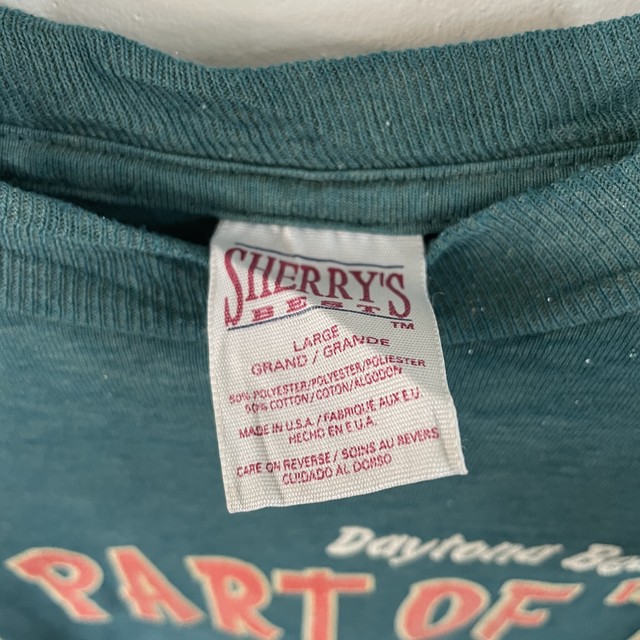 SHERRY'S
BEST TM
LARGE
GRAND / GRANDE
50% POLYESTER/POLYESTER/POLIESTER
50% COTTON/COTON/ALGODON
MADE IN U.S.A. / FABRIQUÉ AUX E.U.
HECHO EN E.U.A.
CARE ON REVERSE / SOINS AU REVERS
CUIDADO AL DORSO
Daytona
PART OF